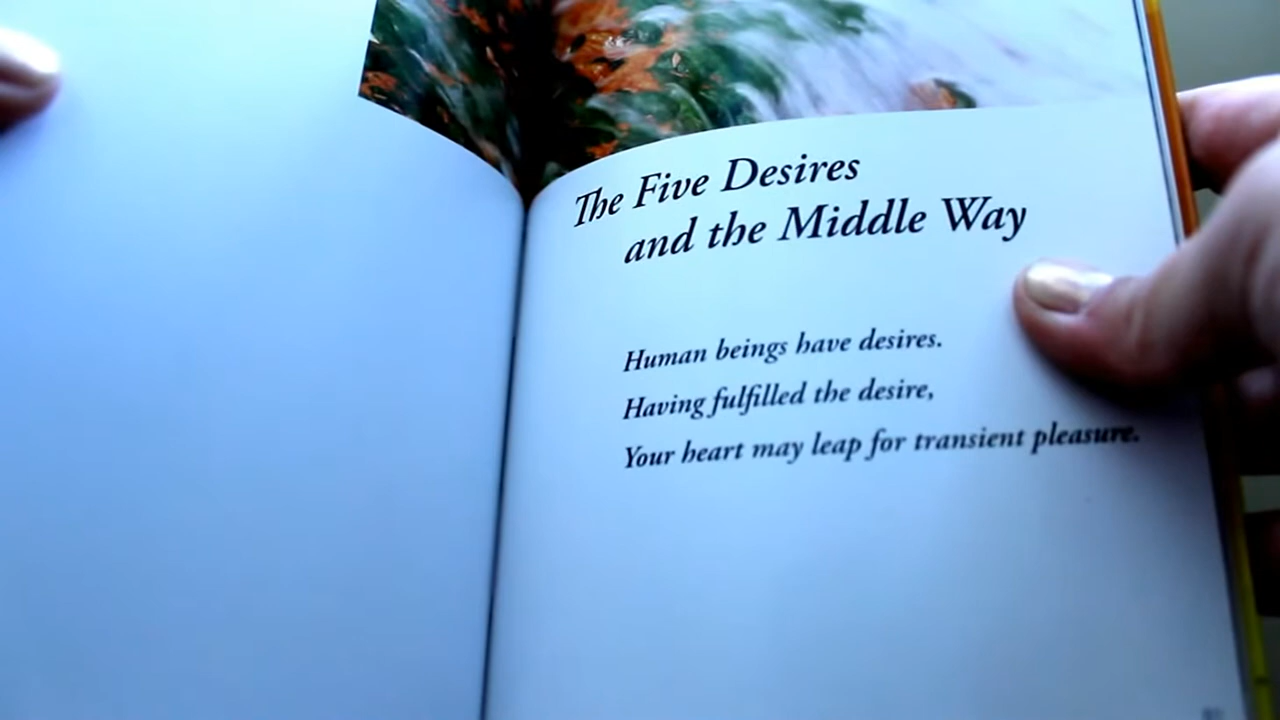 The Five Desires
and the Middle Way
Human beings have desires.
Having fulfilled the desire,
Your heart may leap for transient pleasure.